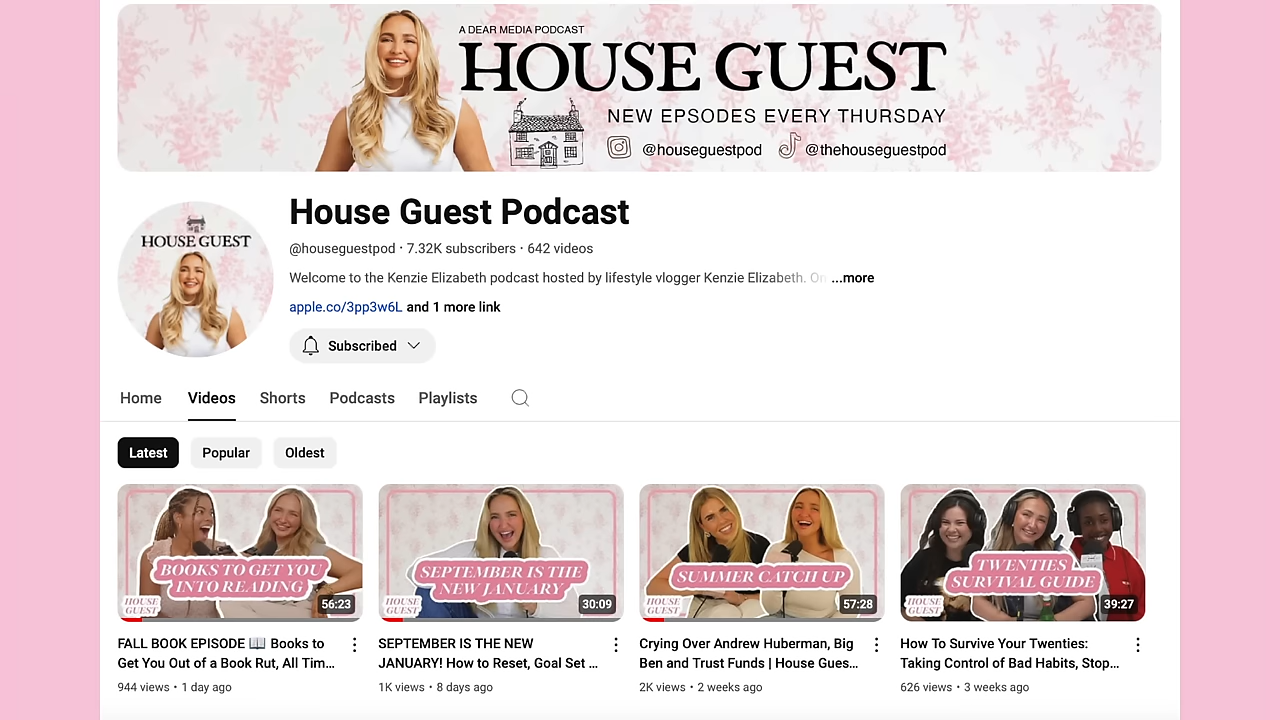 A DEAR MEDIA PODCAST
HOUSE GUEST
NEW EPISODES EVERY THURSDAY
@houseguestpod @thehouseguestpod
HOUSE GUEST
House Guest Podcast
@houseguestpod · 7.32K subscribers · 642 videos
Welcome to the Kenzie Elizabeth podcast hosted by lifestyle vlogger Kenzie Elizabeth. On ...more
apple.co/3pp3w6L and 1 more link
Subscribed
Home Videos Shorts Podcasts Playlists
Latest Popular Oldest
BOOKS TO GET YOU
INTO READING
HOUSE
GUEST
56:23
SEPTEMBER IS THE
NEW JANUARY
HOUSE
GUEST
30:09
SUMMER CATCH UP
HOUSE
GUEST
57:28
TWENTIES
SURVIVAL GUIDE
HOUSE
GUEST
39:27
FALL BOOK EPISODE 📖 Books to
Get You Out of a Book Rut, All Tim...
944 views · 1 day ago
SEPTEMBER IS THE NEW
JANUARY! How to Reset, Goal Set ...
1K views · 8 days ago
Crying Over Andrew Huberman, Big
Ben and Trust Funds | House Gues...
2K views · 2 weeks ago
How To Survive Your Twenties:
Taking Control of Bad Habits, Stop...
626 views · 3 weeks ago